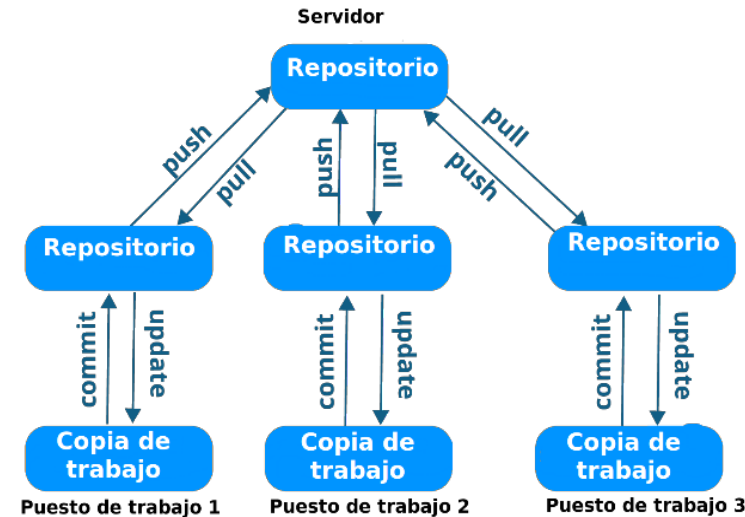 Servidor
Repositorio
push
pull
push
pull
push
pull
Repositorio
Repositorio
Repositorio
commit
update
commit
update
commit
update
Copia de
trabajo
Copia de
trabajo
Copia de
trabajo
Puesto de trabajo 1
Puesto de trabajo 2
Puesto de trabajo 3